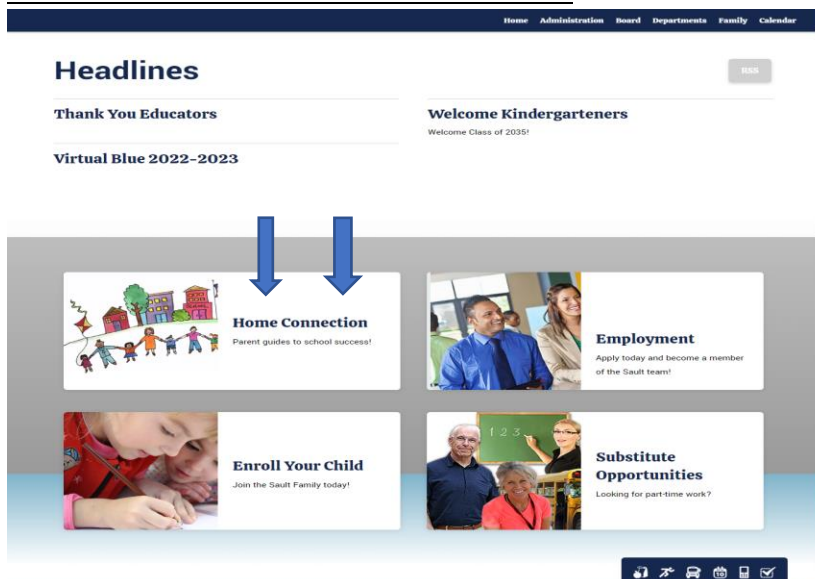 Home Administration Board Departments Family Calendar
Headlines
RSS
Thank You Educators
Virtual Blue 2022-2023
Welcome Kindergarteners
Welcome Class of 2035!
Home Connection
Parent guides to school success!
Employment
Apply today and become a member
of the Sault team!
Enroll Your Child
Join the Sault Family today!
1 2 3
Substitute
Opportunities
Looking for part-time work?